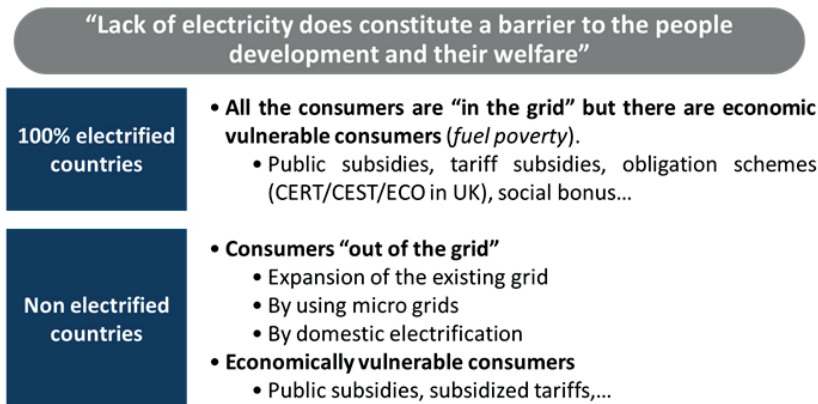 “Lack of electricity does constitute a barrier to the people
development and their welfare”
100% electrified
countries
• All the consumers are “in the grid” but there are economic
vulnerable consumers (fuel poverty).
• Public subsidies, tariff subsidies, obligation schemes
(CERT/CEST/ECO in UK), social bonus...
Non electrified
countries
• Consumers “out of the grid”
• Expansion of the existing grid
• By using micro grids
• By domestic electrification
• Economically vulnerable consumers
• Public subsidies, subsidized tariffs,...